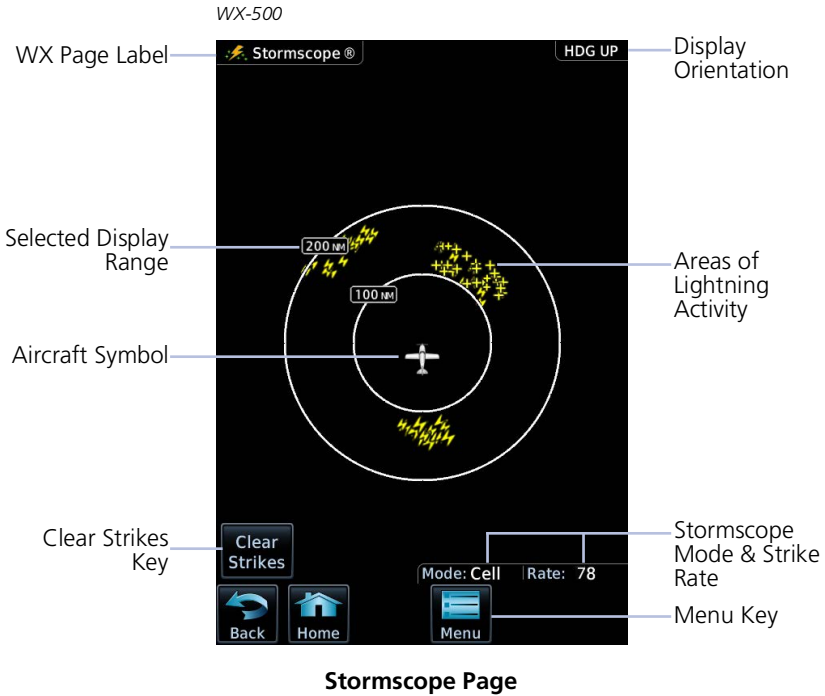 WX-500
WX Page Label
Stormscope ®
HDG UP
Display
Orientation
Selected Display
Range
200 NM
100 NM
Areas of
Lightning
Activity
Aircraft Symbol
Clear Strikes
Key
Clear
Strikes
Mode: Cell Rate: 78
Stormscope
Mode & Strike
Rate
Back
Home
Menu
Menu Key
Stormscope Page